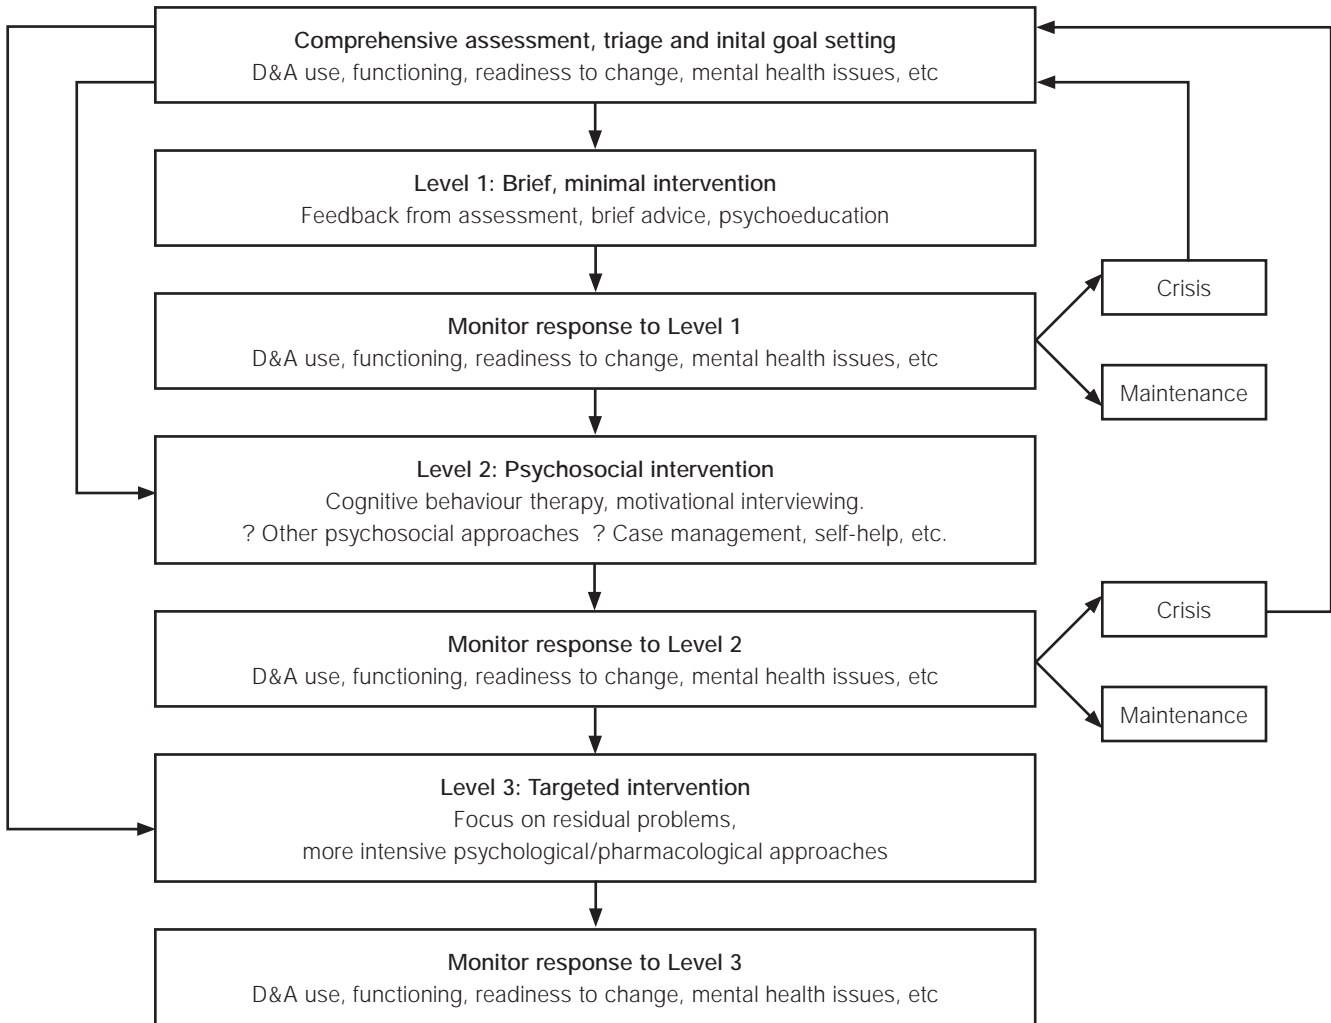 Comprehensive assessment, triage and inital goal setting
D&A use, functioning, readiness to change, mental health issues, etc
Level 1: Brief, minimal intervention
Feedback from assessment, brief advice, psychoeducation
Monitor response to Level 1
D&A use, functioning, readiness to change, mental health issues, etc
Crisis
Maintenance
Level 2: Psychosocial intervention
Cognitive behaviour therapy, motivational interviewing.
? Other psychosocial approaches ? Case management, self-help, etc.
Monitor response to Level 2
D&A use, functioning, readiness to change, mental health issues, etc
Crisis
Maintenance
Level 3: Targeted intervention
Focus on residual problems,
more intensive psychological/pharmacological approaches
Monitor response to Level 3
D&A use, functioning, readiness to change, mental health issues, etc